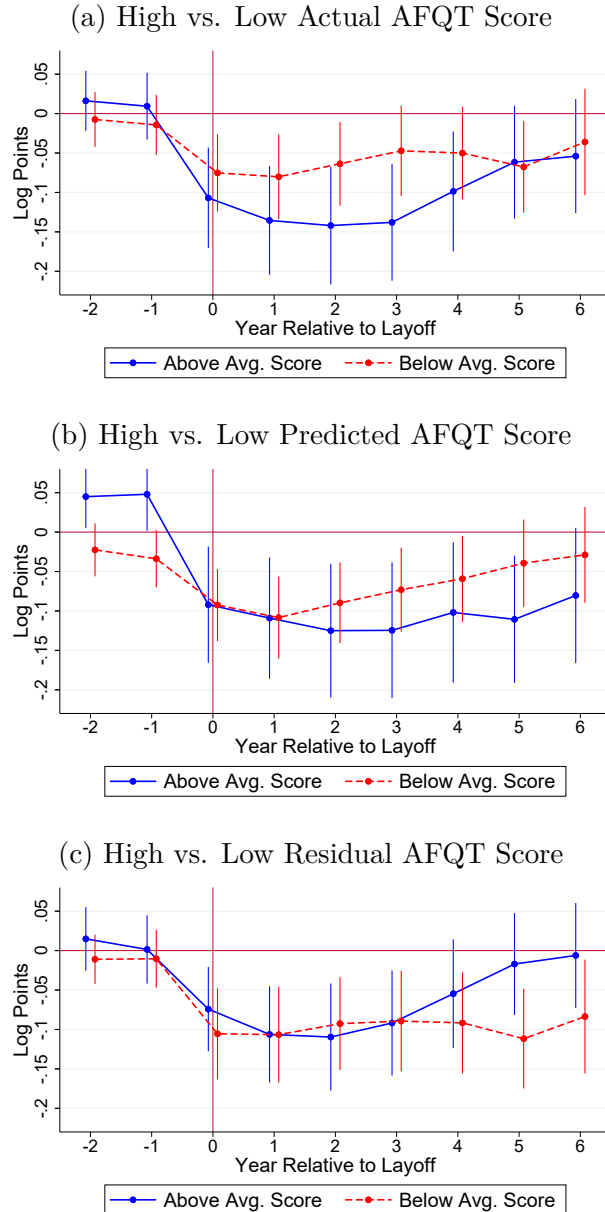 (a) High vs. Low Actual AFQT Score
Log Points
.05
0
-.05
-.1
-.15
-.2
-2 -1 0 1 2 3 4 5 6
Year Relative to Layoff
Above Avg. Score Below Avg. Score
(b) High vs. Low Predicted AFQT Score
Log Points
.05
0
-.05
-.1
-.15
-.2
-2 -1 0 1 2 3 4 5 6
Year Relative to Layoff
Above Avg. Score Below Avg. Score
(c) High vs. Low Residual AFQT Score
Log Points
.05
0
-.05
-.1
-.15
-.2
-2 -1 0 1 2 3 4 5 6
Year Relative to Layoff
Above Avg. Score Below Avg. Score